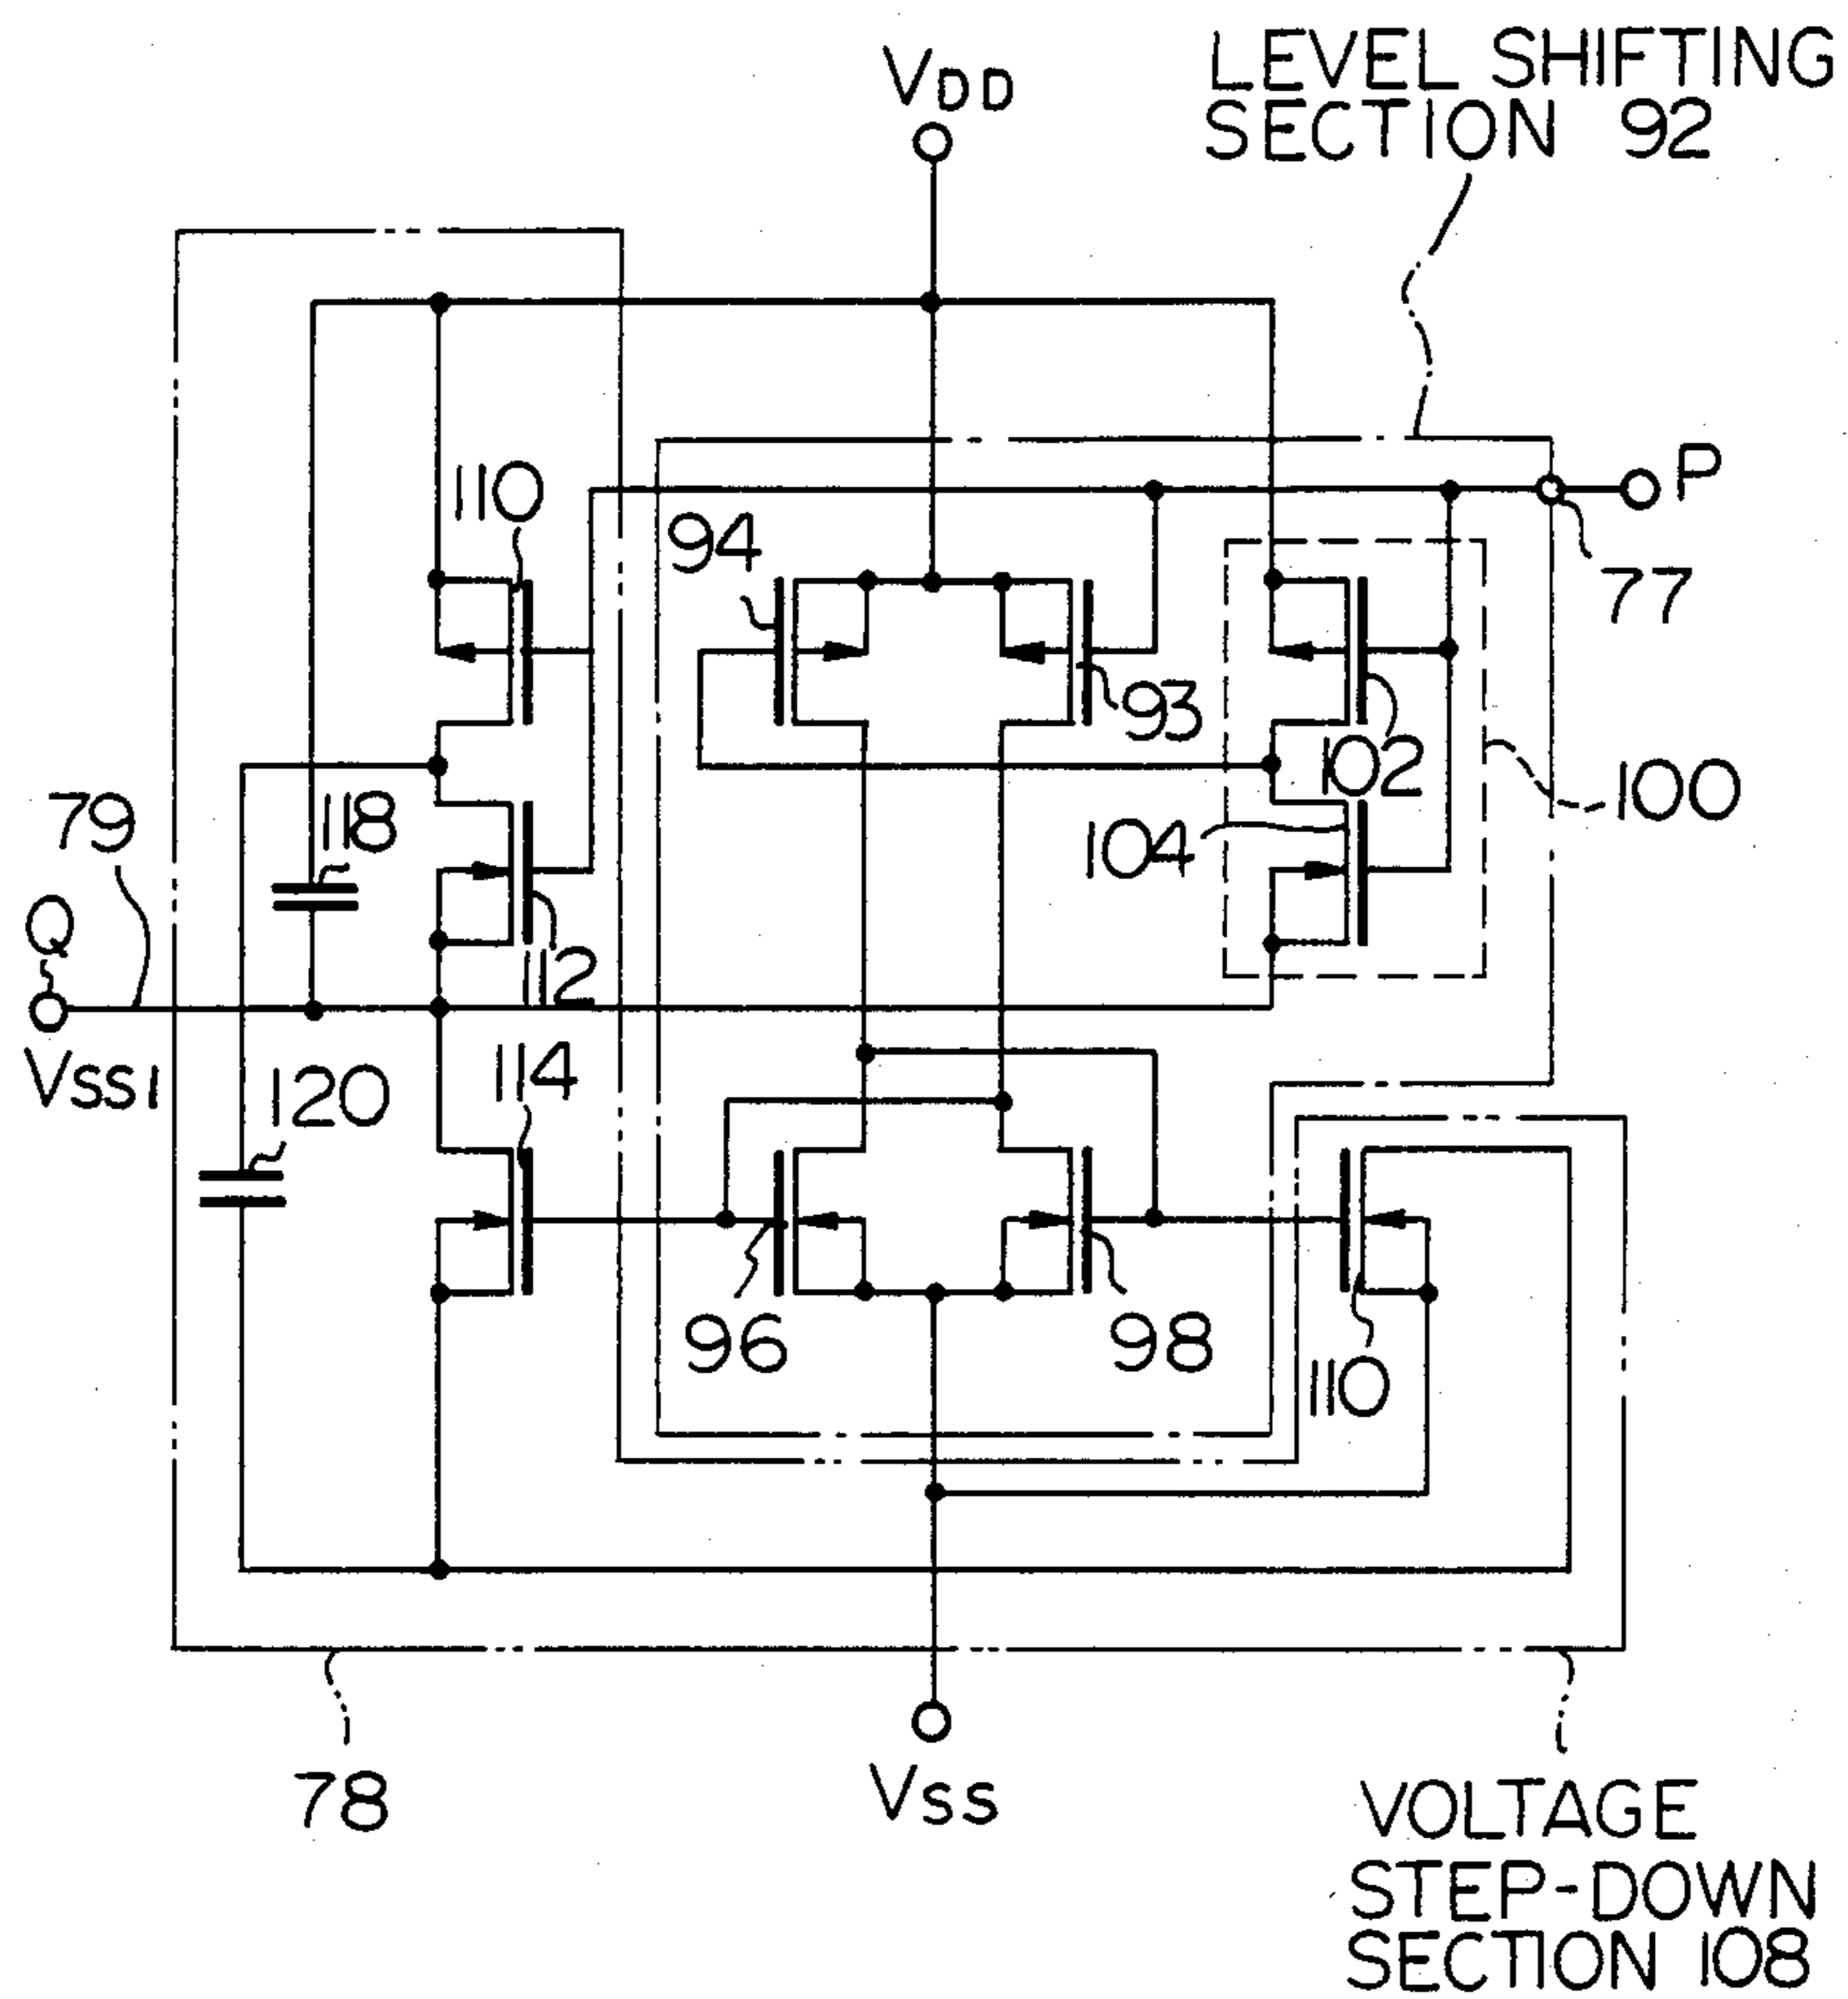 LEVEL SHIFTING
SECTION 92
VDD
P
110
94
77
93
102
100
79
118
104
Q
112
VSS1
120
114
96
98
110
78
VSS
VOLTAGE
STEP-DOWN
SECTION 108